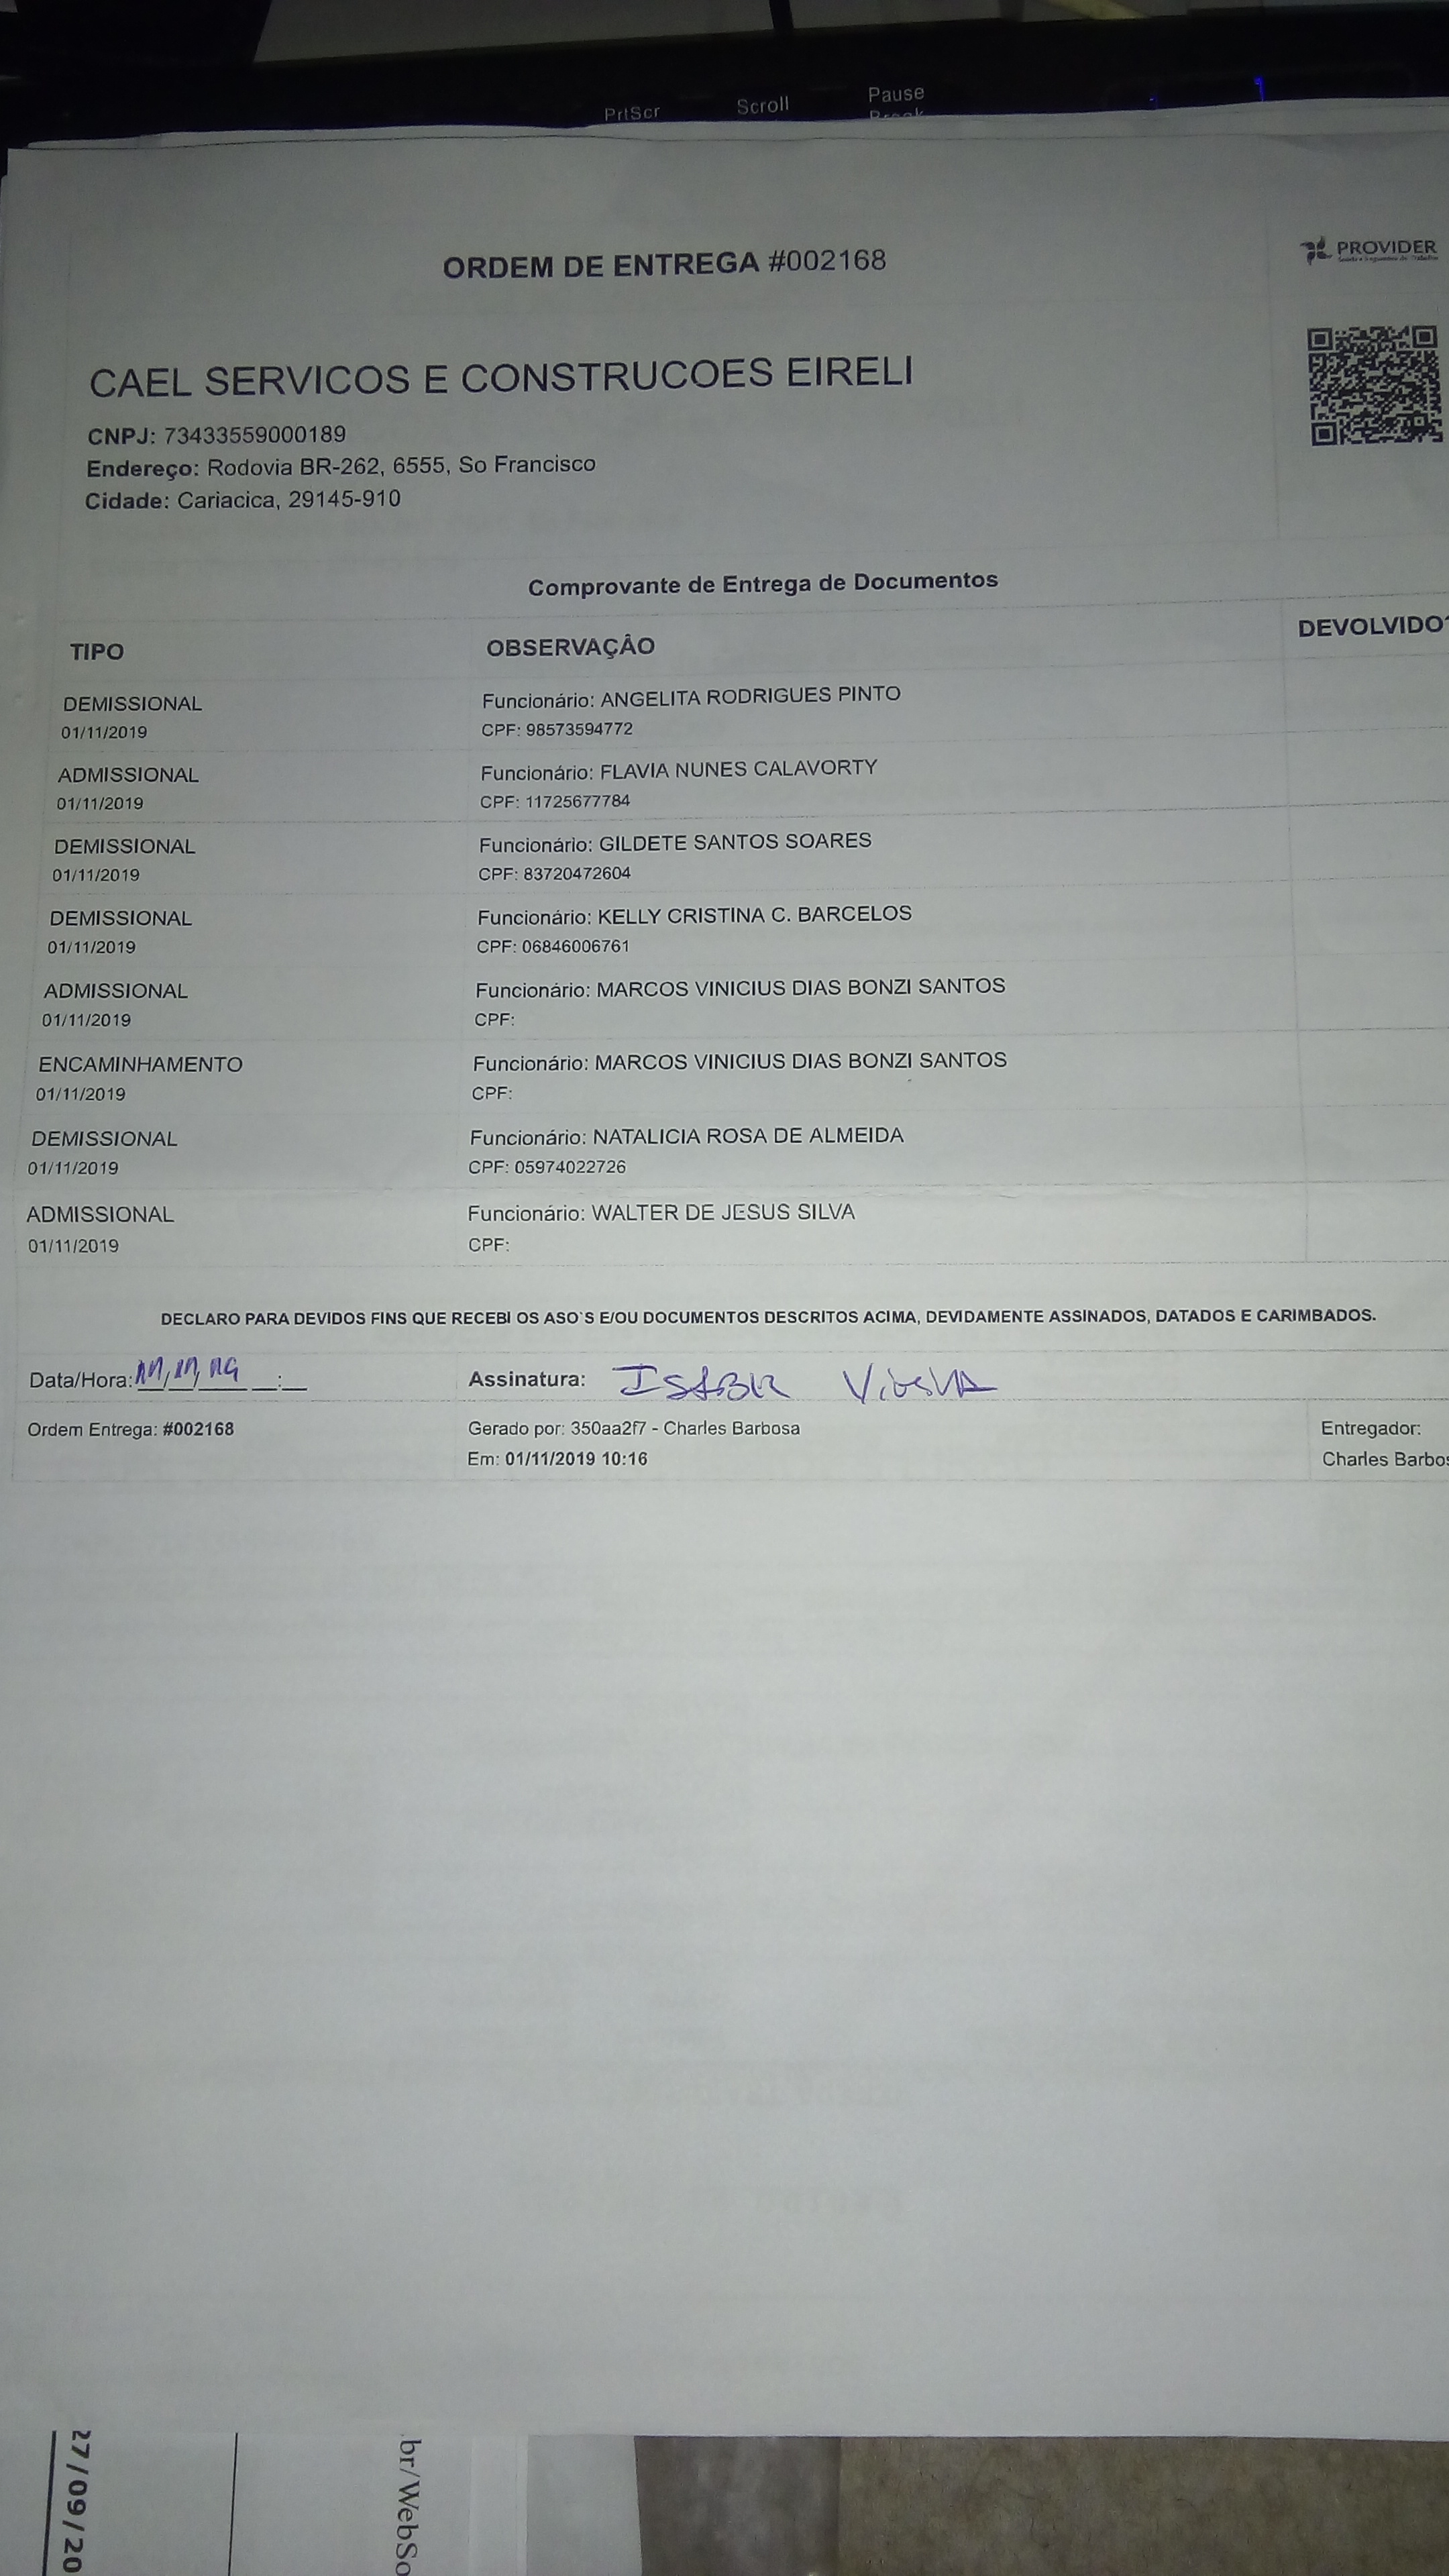 PrtScr Scroll Pause
Break
ORDEM DE ENTREGA #002168
PROVIDER
CAEL SERVICOS E CONSTRUCOES EIRELI
CNPJ: 73433559000189
Endereço: Rodovia BR-262, 6555, So Francisco
Cidade: Cariacica, 29145-910
Comprovante de Entrega de Documentos
TIPO OBSERVAÇÂO DEVOLVIDO?
DEMISSIONAL Funcionário: ANGELITA RODRIGUES PINTO
01/11/2019 CPF: 98573594772
ADMISSIONAL Funcionário: FLAVIA NUNES CALAVORTY
01/11/2019 CPF: 11725677784
DEMISSIONAL Funcionário: GILDETE SANTOS SOARES
01/11/2019 CPF: 83720472604
DEMISSIONAL Funcionário: KELLY CRISTINA C. BARCELOS
01/11/2019 CPF: 06846006761
ADMISSIONAL Funcionário: MARCOS VINICIUS DIAS BONZI SANTOS
01/11/2019 CPF:
ENCAMINHAMENTO Funcionário: MARCOS VINICIUS DIAS BONZI SANTOS
01/11/2019 CPF:
DEMISSIONAL Funcionário: NATALICIA ROSA DE ALMEIDA
01/11/2019 CPF: 05974022726
ADMISSIONAL Funcionário: WALTER DE JESUS SILVA
01/11/2019 CPF:
DECLARO PARA DEVIDOS FINS QUE RECEBI OS ASO`S E/OU DOCUMENTOS DESCRITOS ACIMA, DEVIDAMENTE ASSINADOS, DATADOS E CARIMBADOS.
Data/Hora: 11/11/19 __:__ Assinatura:
Ordem Entrega: #002168 Gerado por: 350aa2f7 - Charles Barbosa Entregador:
Em: 01/11/2019 10:16 Charles Barbos
27/09/20
.br/WebSo